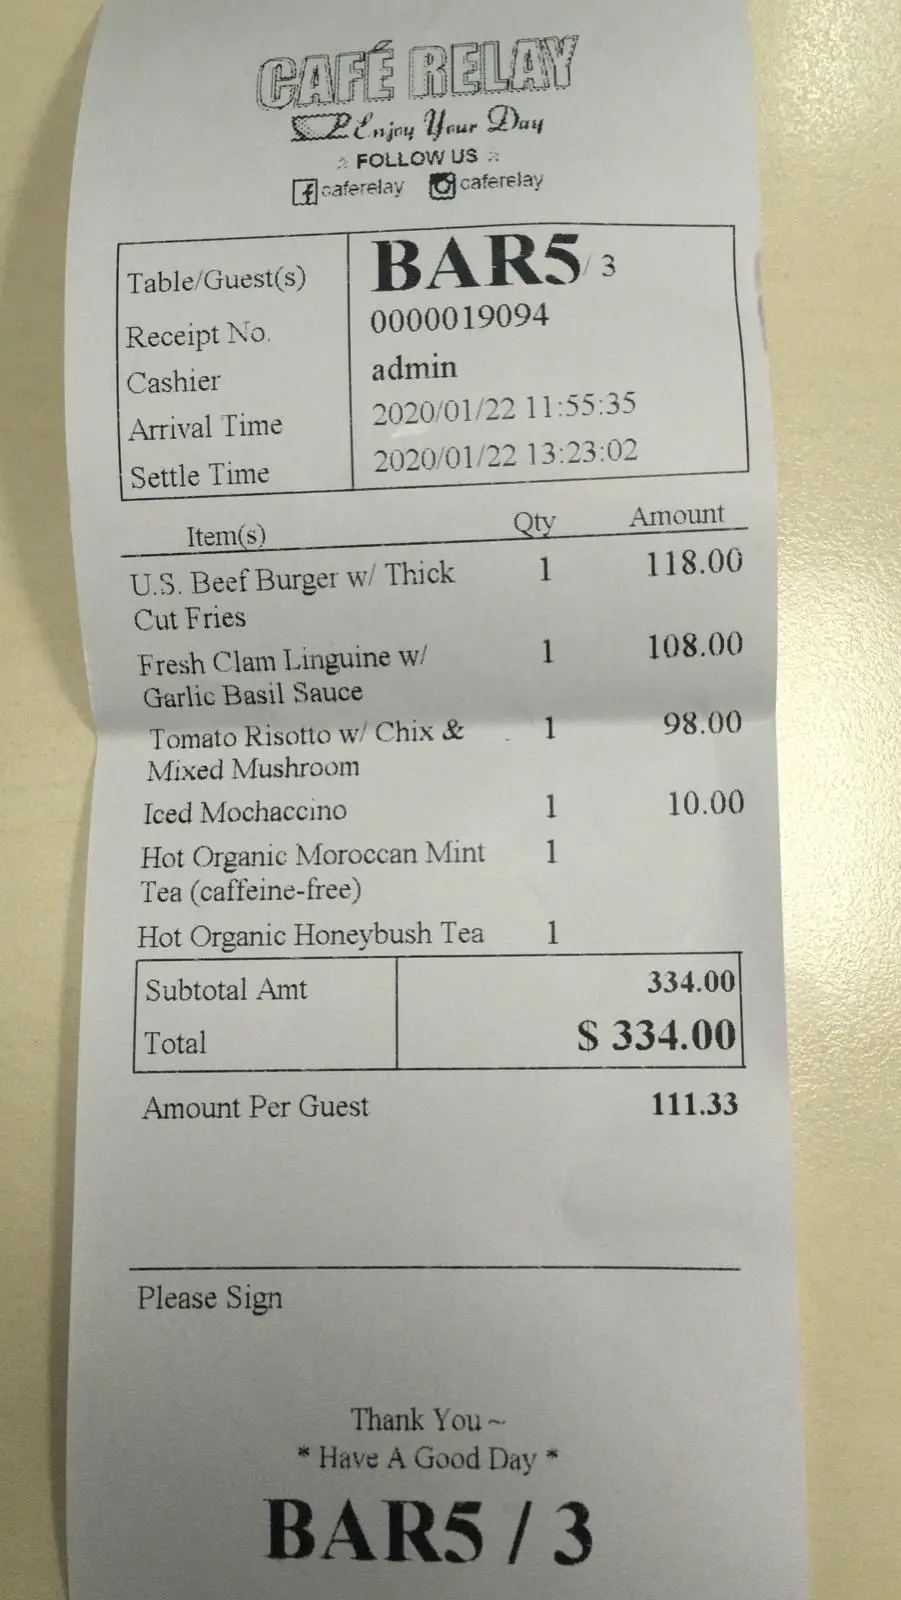 CAFÉ RELAY
Enjoy Your Day
FOLLOW US
caferelay caferelay
Table/Guest(s) BAR5/ 3
Receipt No. 0000019094
Cashier admin
Arrival Time 2020/01/22 11:55:35
Settle Time 2020/01/22 13:23:02
Item(s) Qty Amount
U.S. Beef Burger w/ Thick 1 118.00
Cut Fries
Fresh Clam Linguine w/ 1 108.00
Garlic Basil Sauce
Tomato Risotto w/ Chix & 1 98.00
Mixed Mushroom
Iced Mochaccino 1 10.00
Hot Organic Moroccan Mint 1
Tea (caffeine-free)
Hot Organic Honeybush Tea 1
Subtotal Amt 334.00
Total $ 334.00
Amount Per Guest 111.33
Please Sign
Thank You ~
* Have A Good Day *
BAR5 / 3